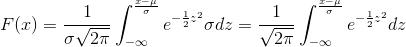 F(x) = \frac{1}{\sigma\sqrt{2\pi}} \int_{-\infty}^{\frac{x-\mu}{\sigma}} e^{-\frac{1}{2}z^2} \sigma dz = \frac{1}{\sqrt{2\pi}} \int_{-\infty}^{\frac{x-\mu}{\sigma}} e^{-\frac{1}{2}z^2} dz